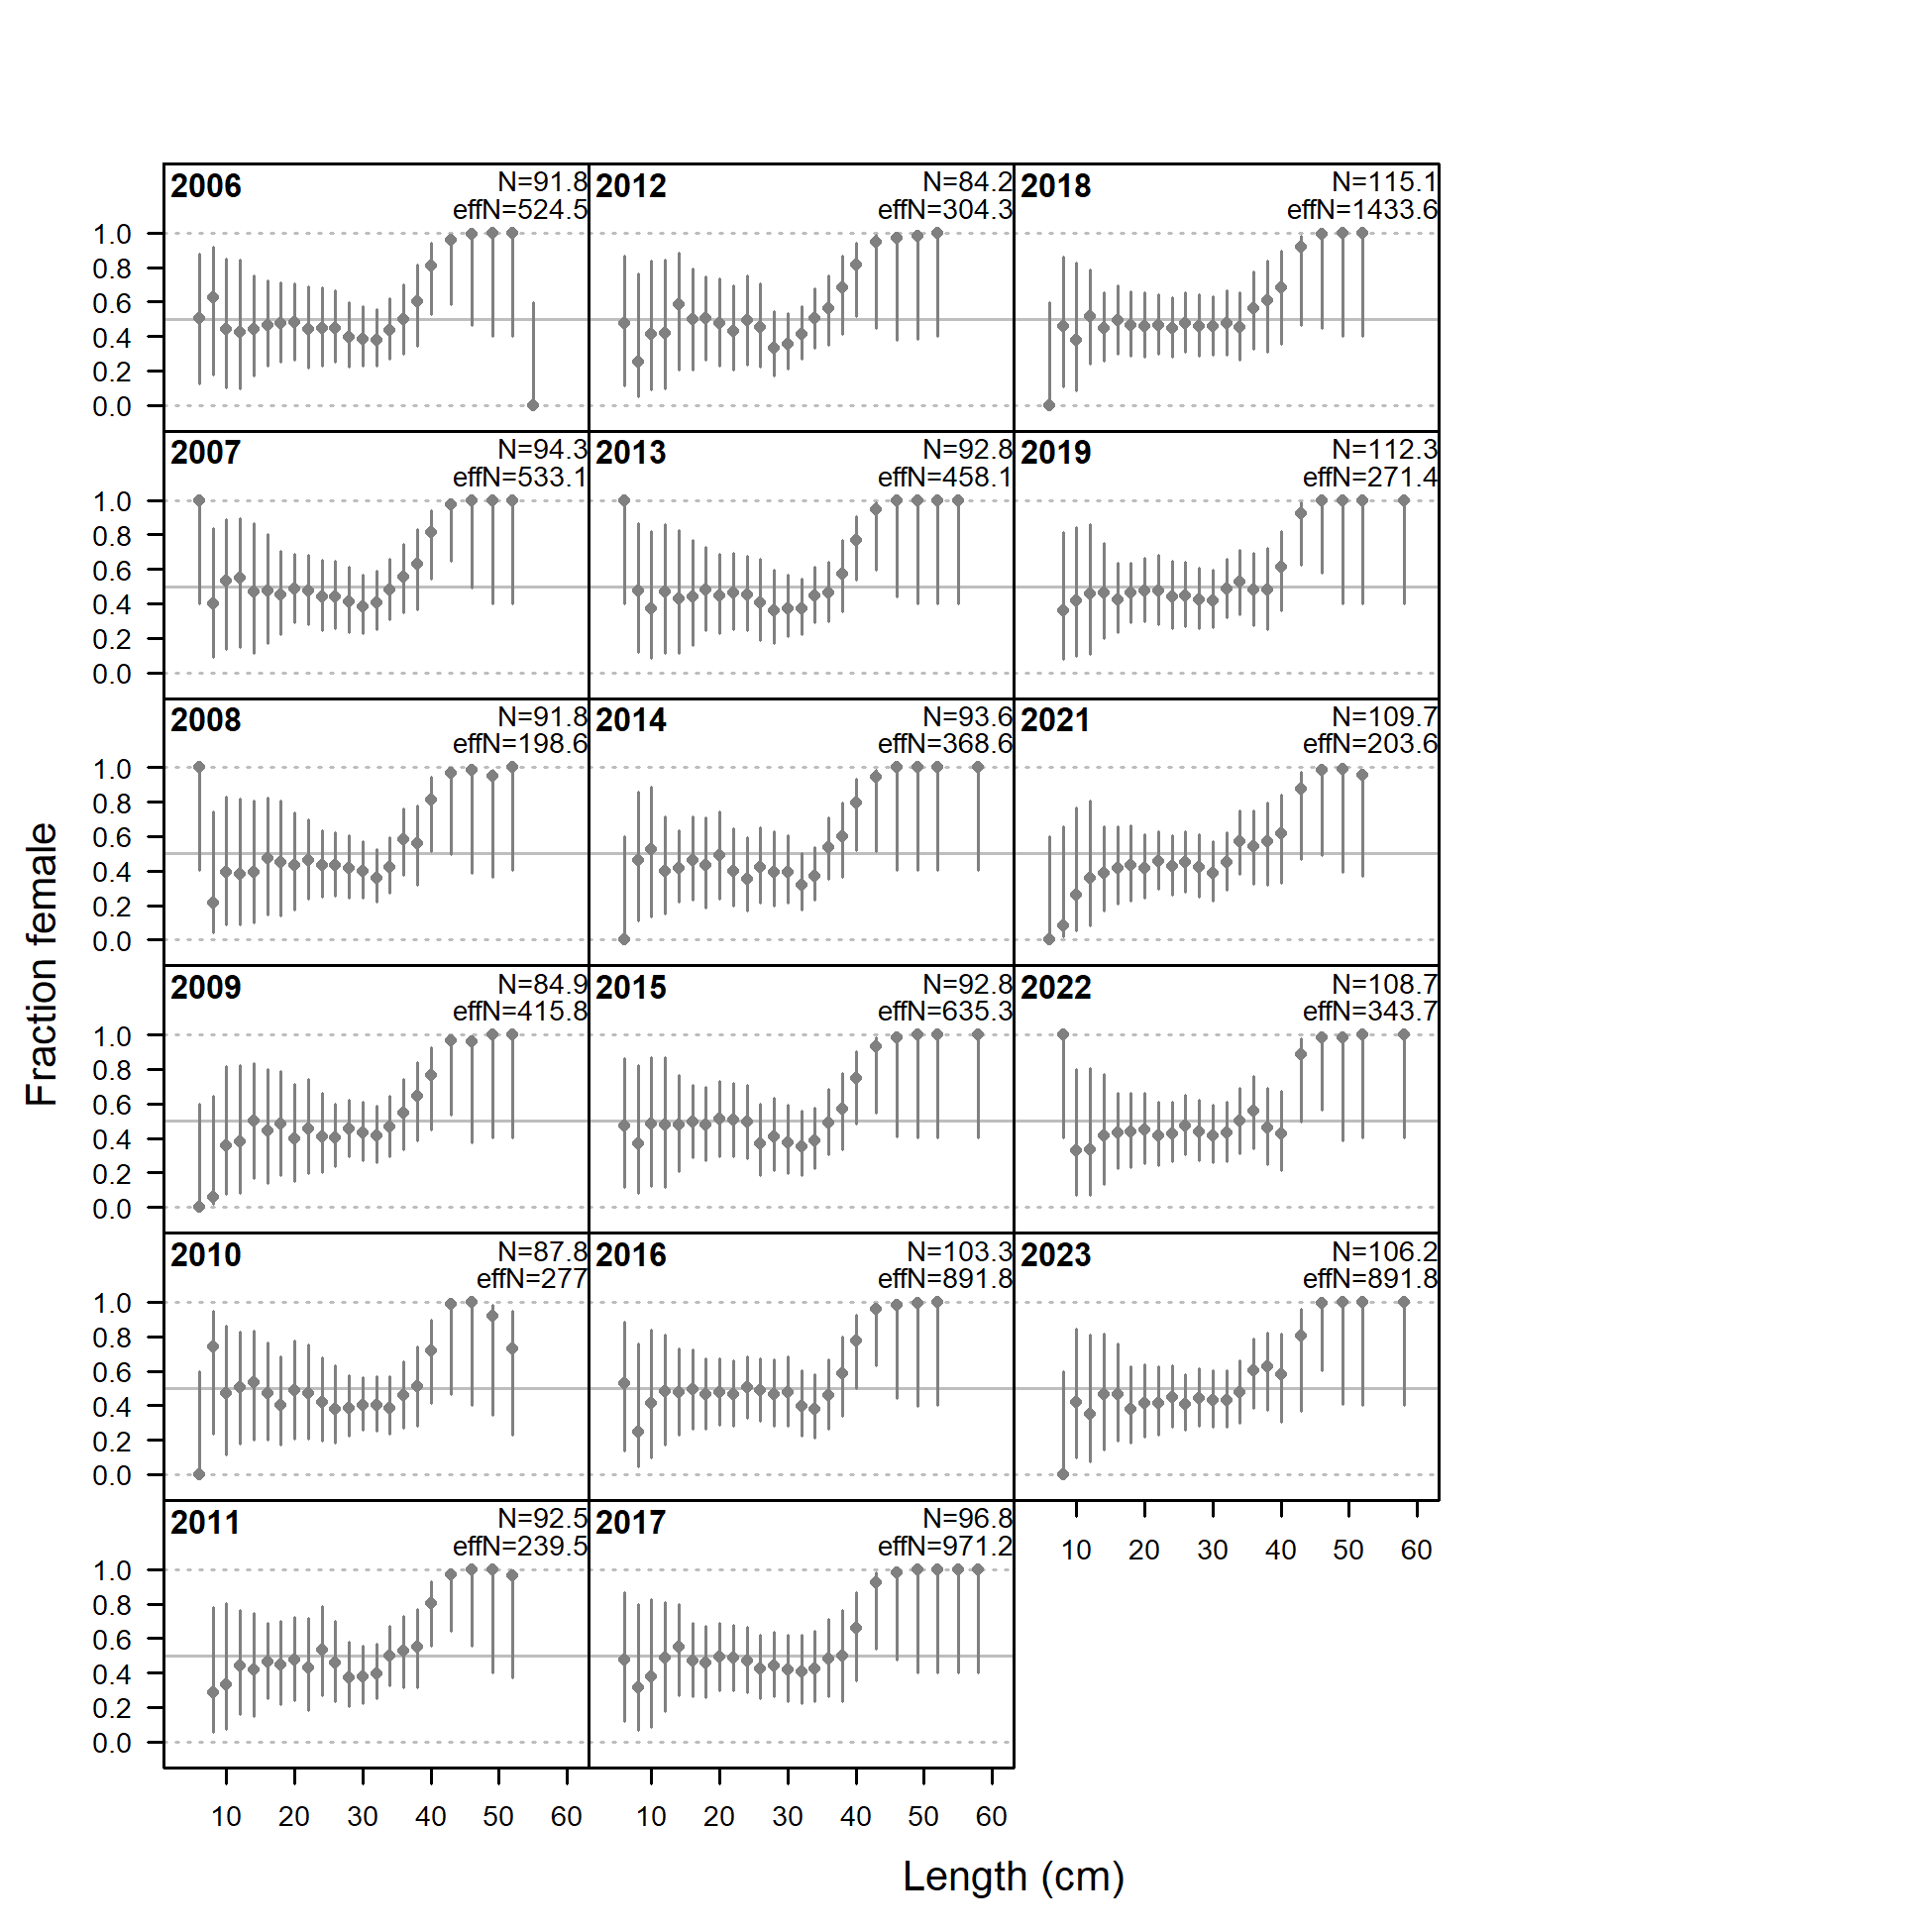 2006 N=91.8 2012 N=84.2 2018 N=115.1
effN=524.5 effN=304.3 effN=1433.6
1.0
0.8
0.6
0.4
0.2
0.0
2007 N=94.3 2013 N=92.8 2019 N=112.3
effN=533.1 effN=458.1 effN=271.4
1.0
0.8
0.6
0.4
0.2
0.0
2008 N=91.8 2014 N=93.6 2021 N=109.7
effN=198.6 effN=368.6 effN=203.6
1.0
0.8
0.6
0.4
0.2
0.0
Fraction female
2009 N=84.9 2015 N=92.8 2022 N=108.7
effN=415.8 effN=635.3 effN=343.7
1.0
0.8
0.6
0.4
0.2
0.0
2010 N=87.8 2016 N=103.3 2023 N=106.2
effN=277 effN=891.8 effN=891.8
1.0
0.8
0.6
0.4
0.2
0.0
2011 N=92.5 2017 N=96.8
effN=239.5 effN=971.2
10 20 30 40 50 60
1.0
0.8
0.6
0.4
0.2
0.0
10 20 30 40 50 60 10 20 30 40 50 60
Length (cm)